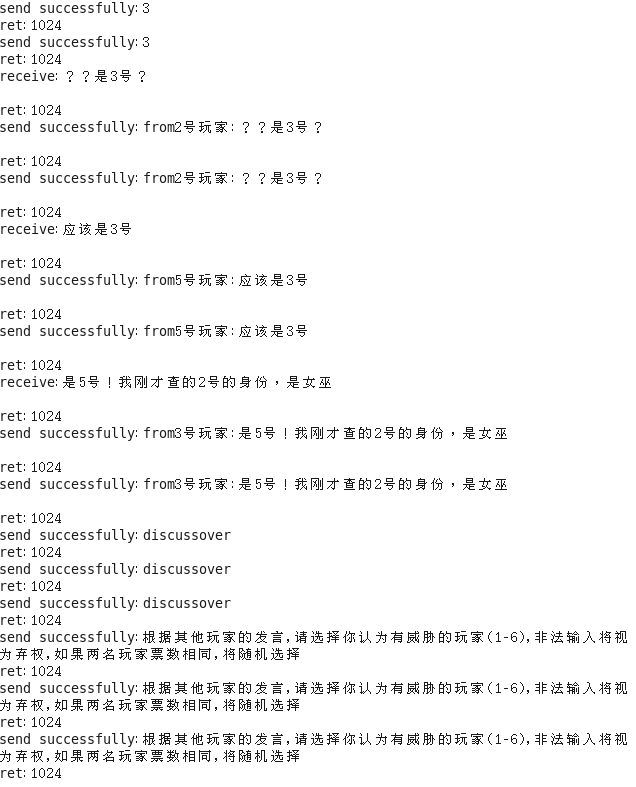 send successfully: 3
ret: 1024
send successfully: 3
ret: 1024
receive: ？？是3号？
ret: 1024
send successfully: from2号玩家:？？是3号？
ret: 1024
send successfully: from2号玩家:？？是3号？
ret: 1024
receive: 应该是3号
ret: 1024
send successfully: from5号玩家:应该是3号
ret: 1024
send successfully: from5号玩家:应该是3号
ret: 1024
receive: 是5号！我刚才查的2号的身份，是女巫
ret: 1024
send successfully: from3号玩家:是5号！我刚才查的2号的身份，是女巫
ret: 1024
send successfully: from3号玩家:是5号！我刚才查的2号的身份，是女巫
ret: 1024
send successfully: discussover
ret: 1024
send successfully: discussover
ret: 1024
send successfully: discussover
ret: 1024
send successfully: 根据其他玩家的发言,请选择你认为有威胁的玩家(1-6),非法输入将视
为弃权,如果两名玩家票数相同,将随机选择
ret: 1024
send successfully: 根据其他玩家的发言,请选择你认为有威胁的玩家(1-6),非法输入将视
为弃权,如果两名玩家票数相同,将随机选择
ret: 1024
send successfully: 根据其他玩家的发言,请选择你认为有威胁的玩家(1-6),非法输入将视
为弃权,如果两名玩家票数相同,将随机选择
ret: 1024